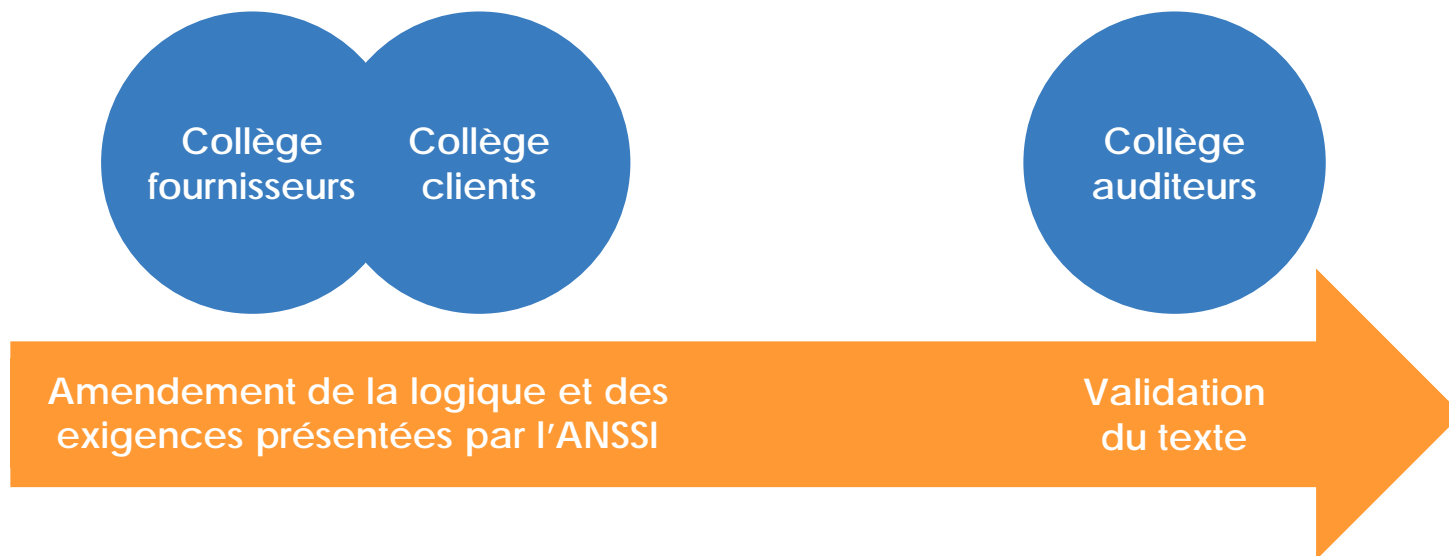 Collège
fournisseurs
Collège
clients
Collège
auditeurs
Amendement de la logique et des
exigences présentées par l’ANSSI
Validation
du texte